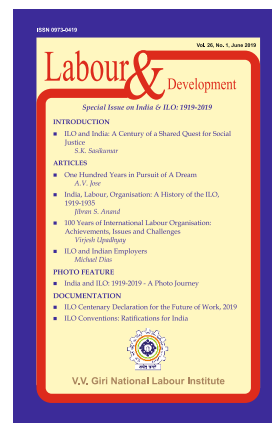 ISSN 0973-0419
Vol. 26, No. 1, June 2019
Labour & Development
Special Issue on India & ILO: 1919-2019
INTRODUCTION
■ ILO and India: A Century of a Shared Quest for Social
Justice
S.K. Sasikumar
ARTICLES
■ One Hundred Years in Pursuit of A Dream
A.V. Jose
■ India, Labour, Organisation: A History of the ILO,
1919-1935
Jibran S. Anand
■ 100 Years of International Labour Organisation:
Achievements, Issues and Challenges
Virjesh Upadhyay
■ ILO and Indian Employers
Michael Dias
PHOTO FEATURE
■ India and ILO: 1919-2019 - A Photo Journey
DOCUMENTATION
■ ILO Centenary Declaration for the Future of Work, 2019
■ ILO Conventions: Ratifications for India
V.V. Giri National Labour Institute